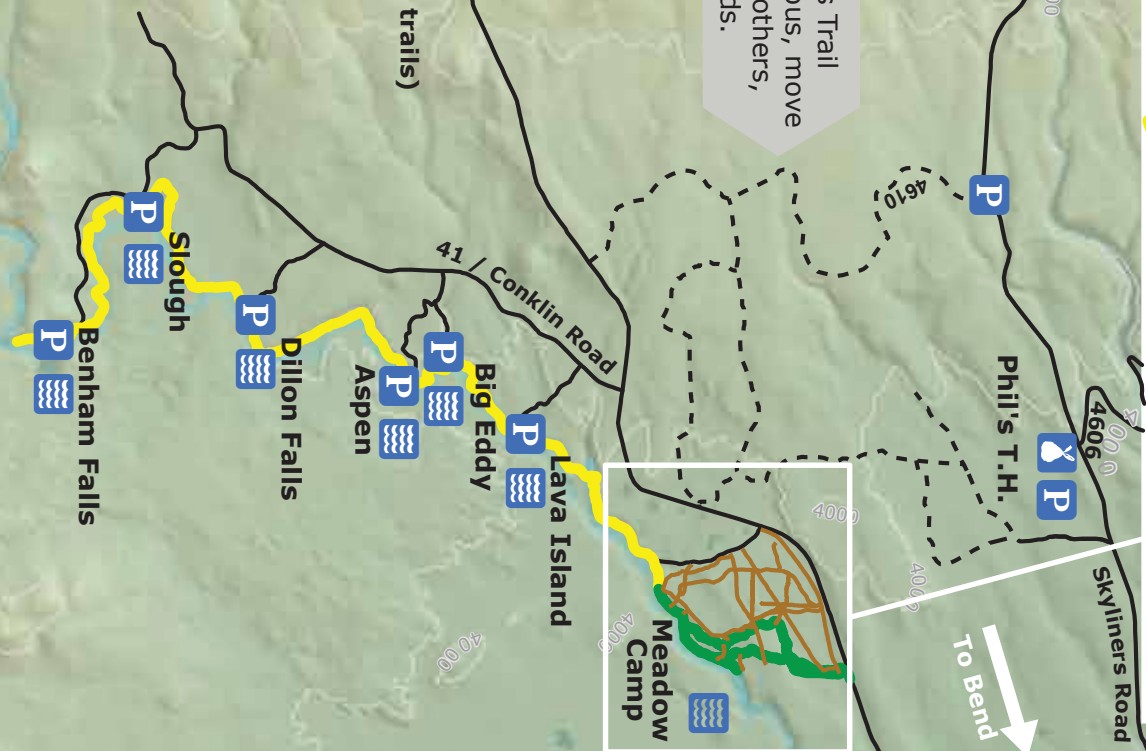 s Trail
ous, move
others,
ds.
trails)
4000
4610
P
41 / Conklin Road
Phil's T.H.
P
4606
4000
Skyliners Road
To Bend
4000
4000
P
Slough
P
Benham Falls
P
Dillon Falls
P
Aspen
P
Big Eddy
P
Lava Island
Meadow
Camp
4000
4000